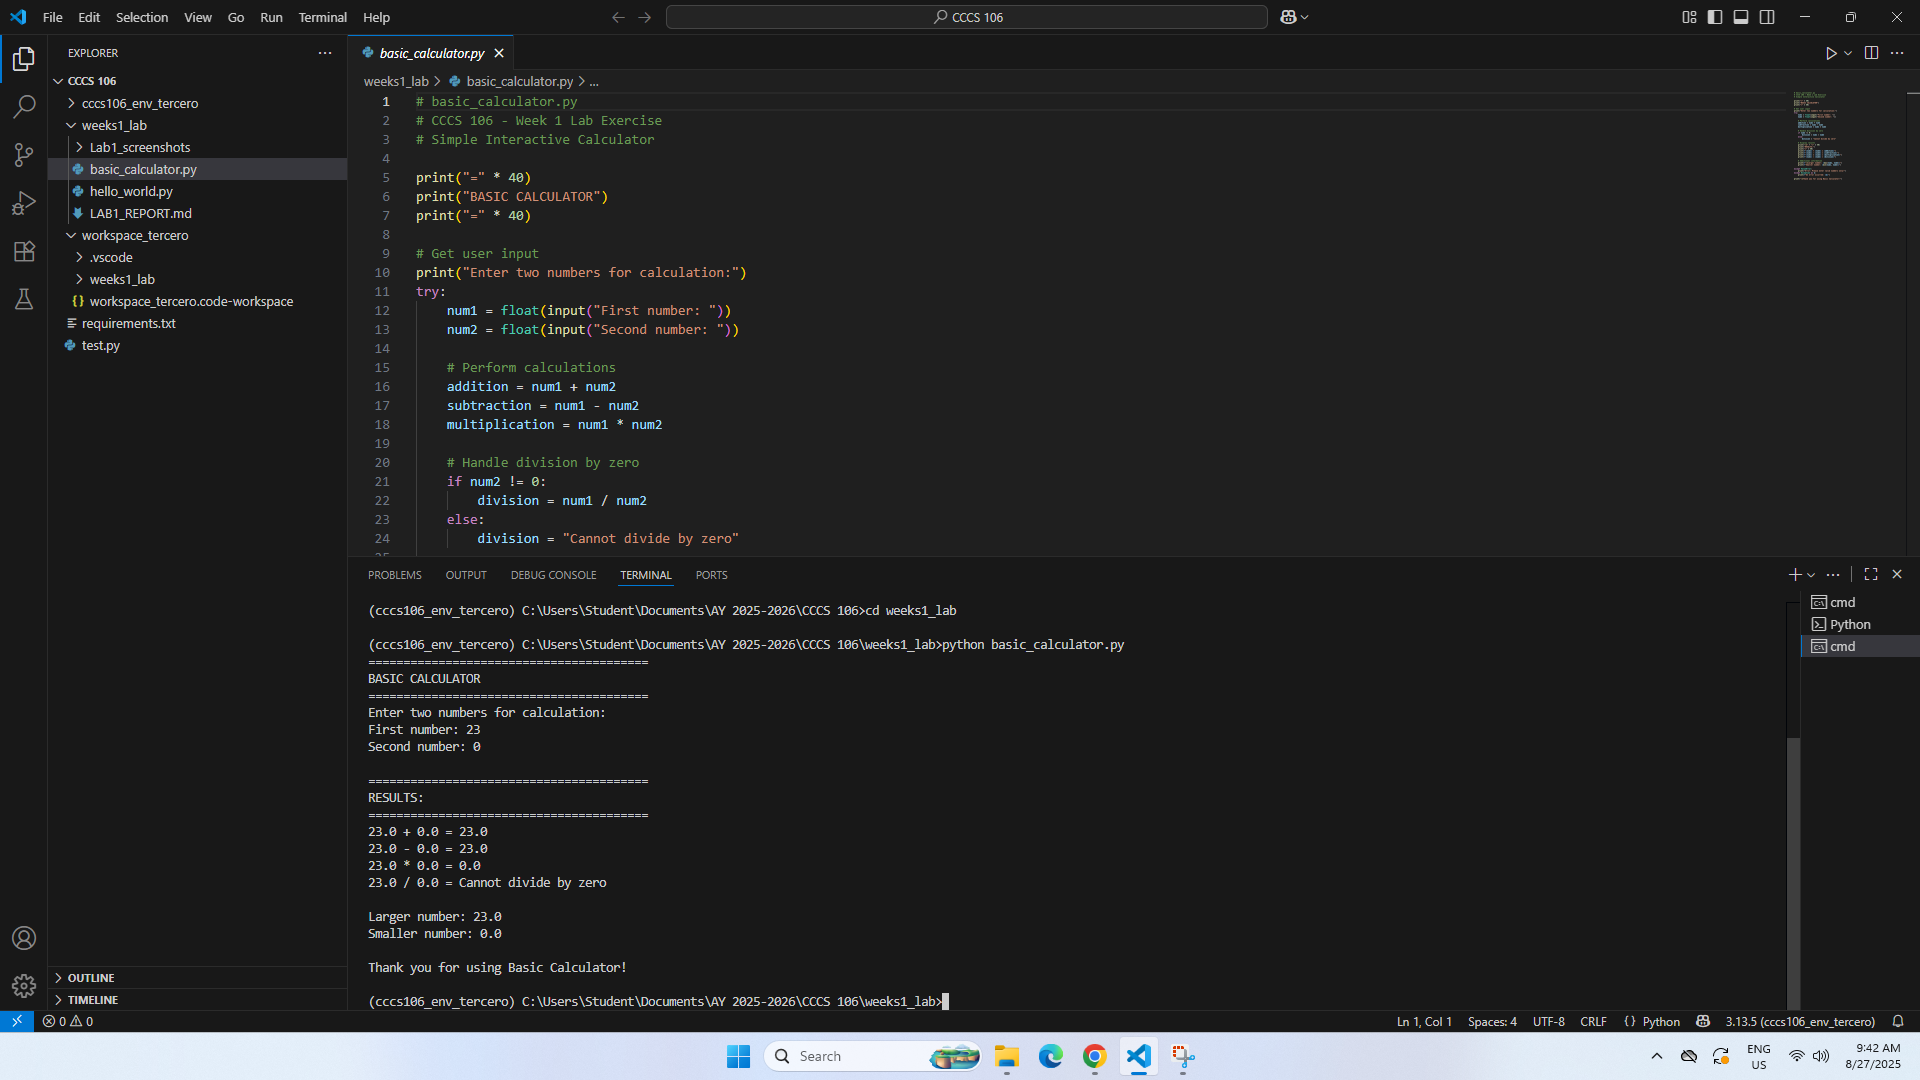 File Edit Selection View Go Run Terminal Help
CCCS 106
EXPLORER
CCCS 106
cccs106_env_tercero
weeks1_lab
Lab1_screenshots
basic_calculator.py
hello_world.py
LAB1_REPORT.md
workspace_tercero
.vscode
weeks1_lab
workspace_tercero.code-workspace
requirements.txt
test.py
OUTLINE
TIMELINE
basic_calculator.py
weeks1_lab > basic_calculator.py > ...
1 # basic_calculator.py
2 # CCCS 106 - Week 1 Lab Exercise
3 # Simple Interactive Calculator
4
5 print("=" * 40)
6 print("BASIC CALCULATOR")
7 print("=" * 40)
8
9 # Get user input
10 print("Enter two numbers for calculation:")
11 try:
12 num1 = float(input("First number: "))
13 num2 = float(input("Second number: "))
14
15 # Perform calculations
16 addition = num1 + num2
17 subtraction = num1 - num2
18 multiplication = num1 * num2
19
20 # Handle division by zero
21 if num2 != 0:
22 division = num1 / num2
23 else:
24 division = "Cannot divide by zero"
PROBLEMS OUTPUT DEBUG CONSOLE TERMINAL PORTS
(cccs106_env_tercero) C:\Users\Student\Documents\AY 2025-2026\CCCS 106>cd weeks1_lab
(cccs106_env_tercero) C:\Users\Student\Documents\AY 2025-2026\CCCS 106\weeks1_lab>python basic_calculator.py
========================================
BASIC CALCULATOR
========================================
Enter two numbers for calculation:
First number: 23
Second number: 0
========================================
RESULTS:
========================================
23.0 + 0.0 = 23.0
23.0 - 0.0 = 23.0
23.0 * 0.0 = 0.0
23.0 / 0.0 = Cannot divide by zero
Larger number: 23.0
Smaller number: 0.0
Thank you for using Basic Calculator!
(cccs106_env_tercero) C:\Users\Student\Documents\AY 2025-2026\CCCS 106\weeks1_lab>
cmd
Python
cmd
0 0
Ln 1, Col 1 Spaces: 4 UTF-8 CRLF {} Python 3.13.5 (cccs106_env_tercero)
Search
ENG
US
9:42 AM
8/27/2025